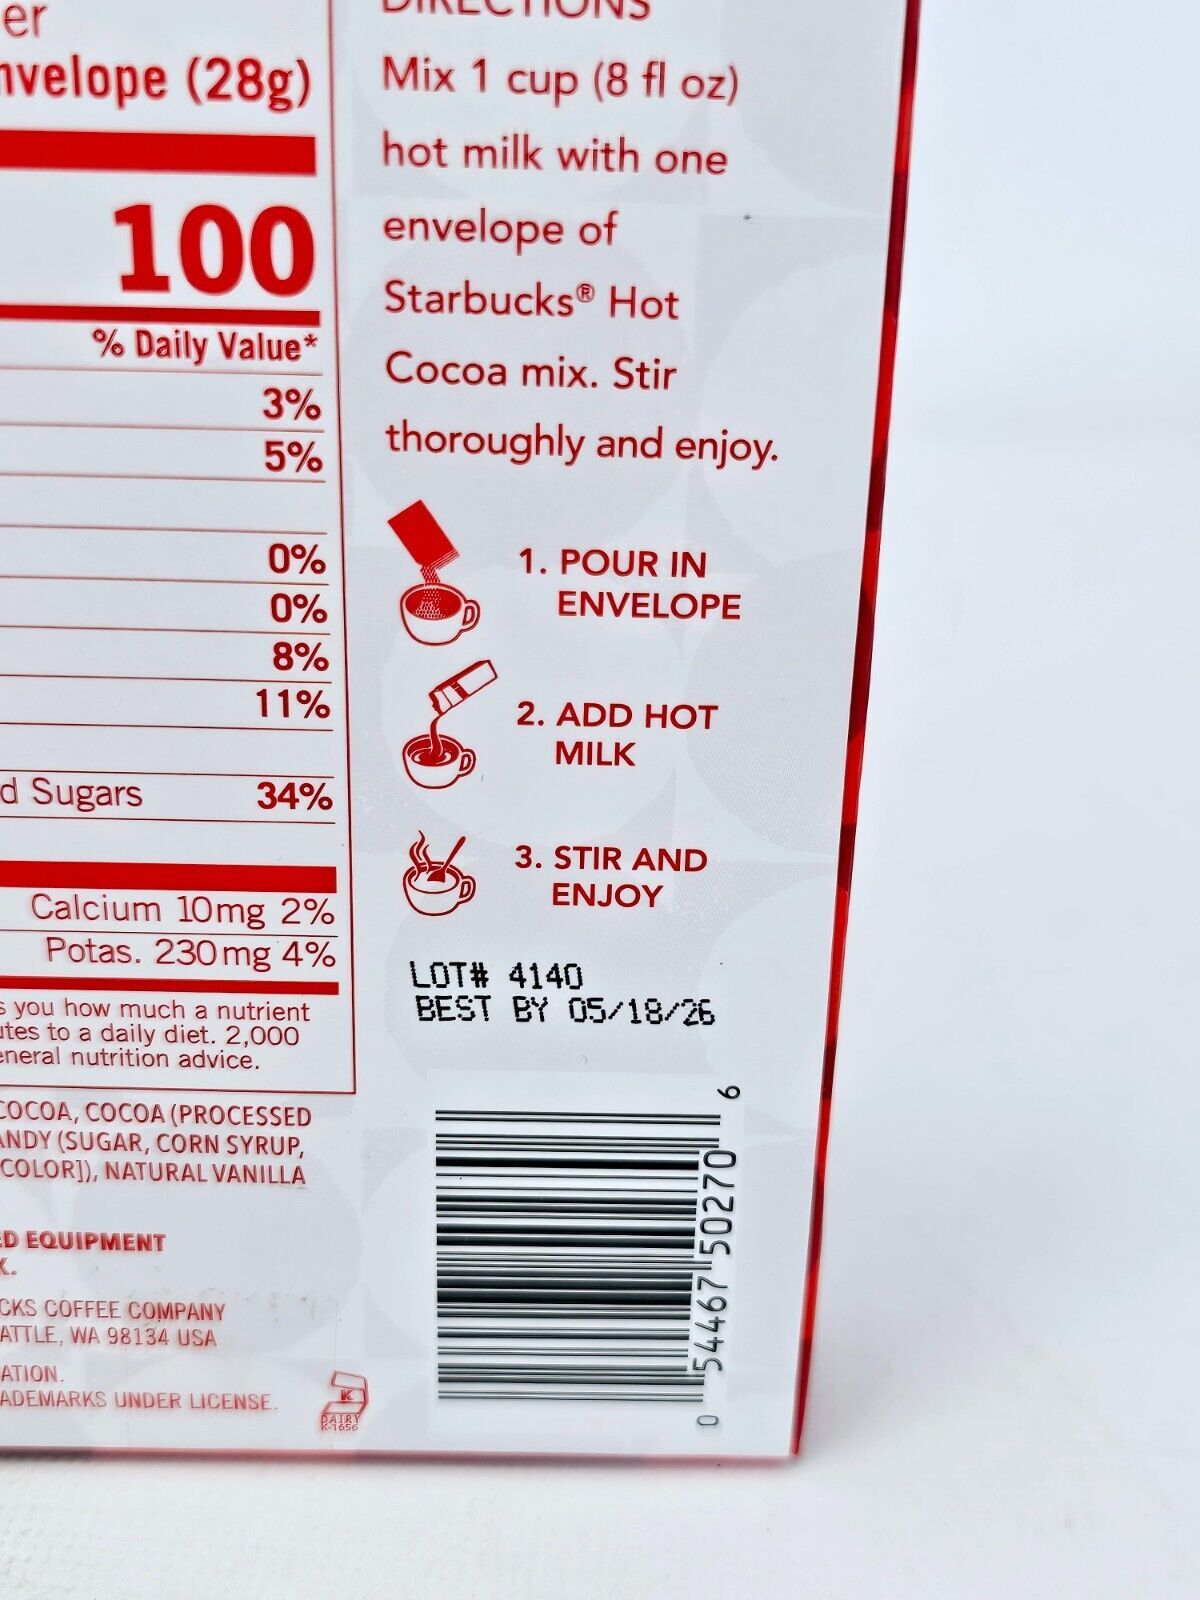 er
nvelope (28g)
100
% Daily Value*
3%
5%
0%
0%
8%
11%
d Sugars 34%
Calcium 10mg 2%
Potas. 230mg 4%
s you how much a nutrient
utes to a daily diet. 2,000
eneral nutrition advice.
COCOA, COCOA (PROCESSED
ANDY (SUGAR, CORN SYRUP,
COLOR]), NATURAL VANILLA
ED EQUIPMENT
K.
CKS COFFEE COMPANY
ATTLE, WA 98134 USA
ATION.
ADEMARKS UNDER LICENSE.
K
DAIRY
K-1656
DIRECTIONS
Mix 1 cup (8 fl oz)
hot milk with one
envelope of
Starbucks® Hot
Cocoa mix. Stir
thoroughly and enjoy.
1. POUR IN
ENVELOPE
2. ADD HOT
MILK
3. STIR AND
ENJOY
LOT# 4140
BEST BY 05/18/26
0 54467 50270 6